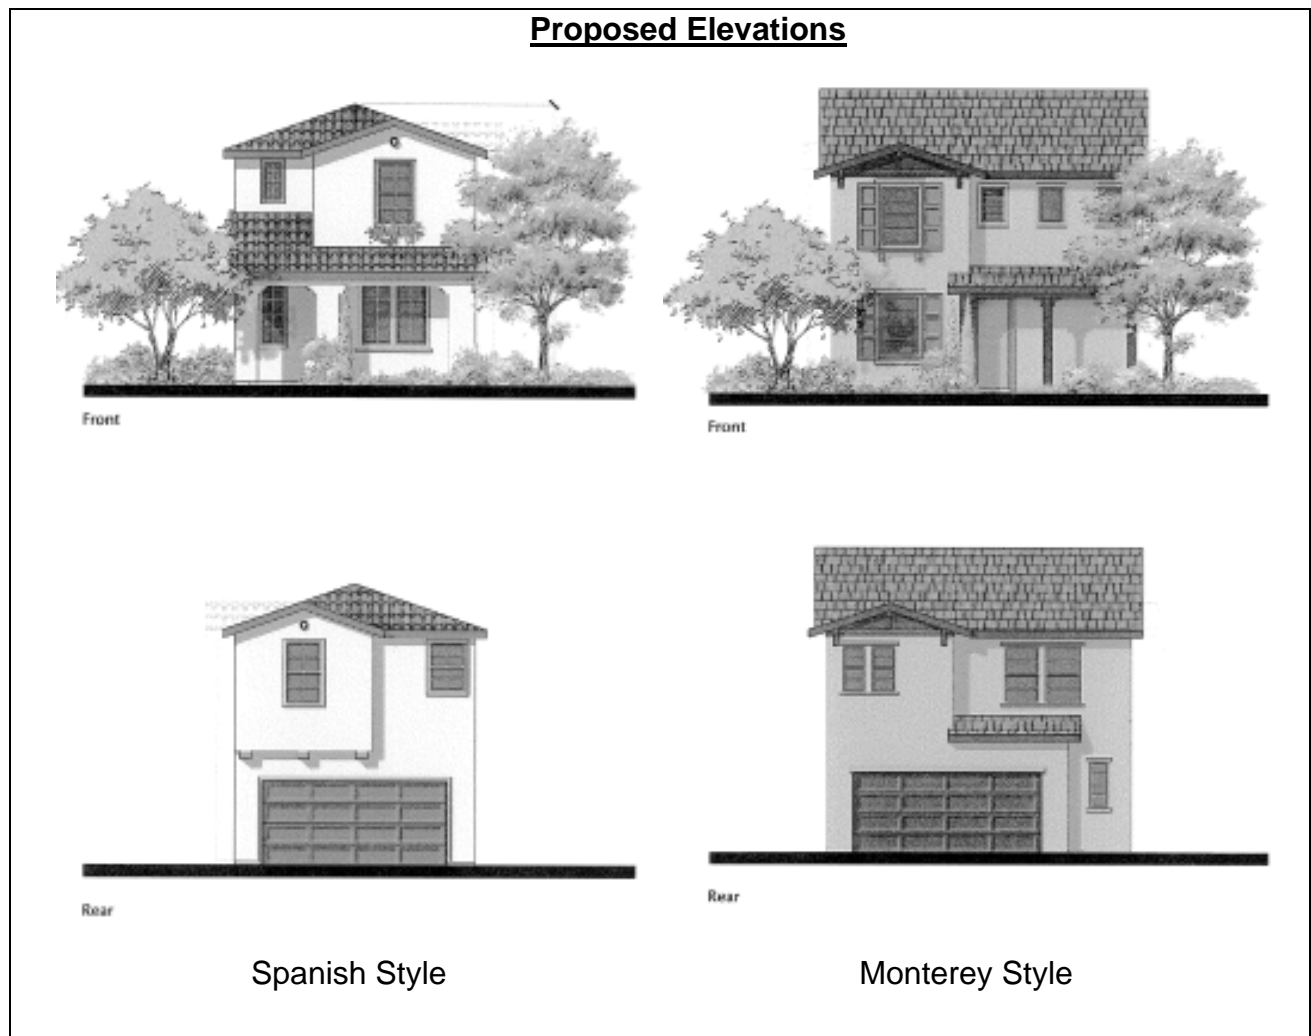 Proposed Elevations
Front
Front
Rear
Rear
Spanish Style
Monterey Style